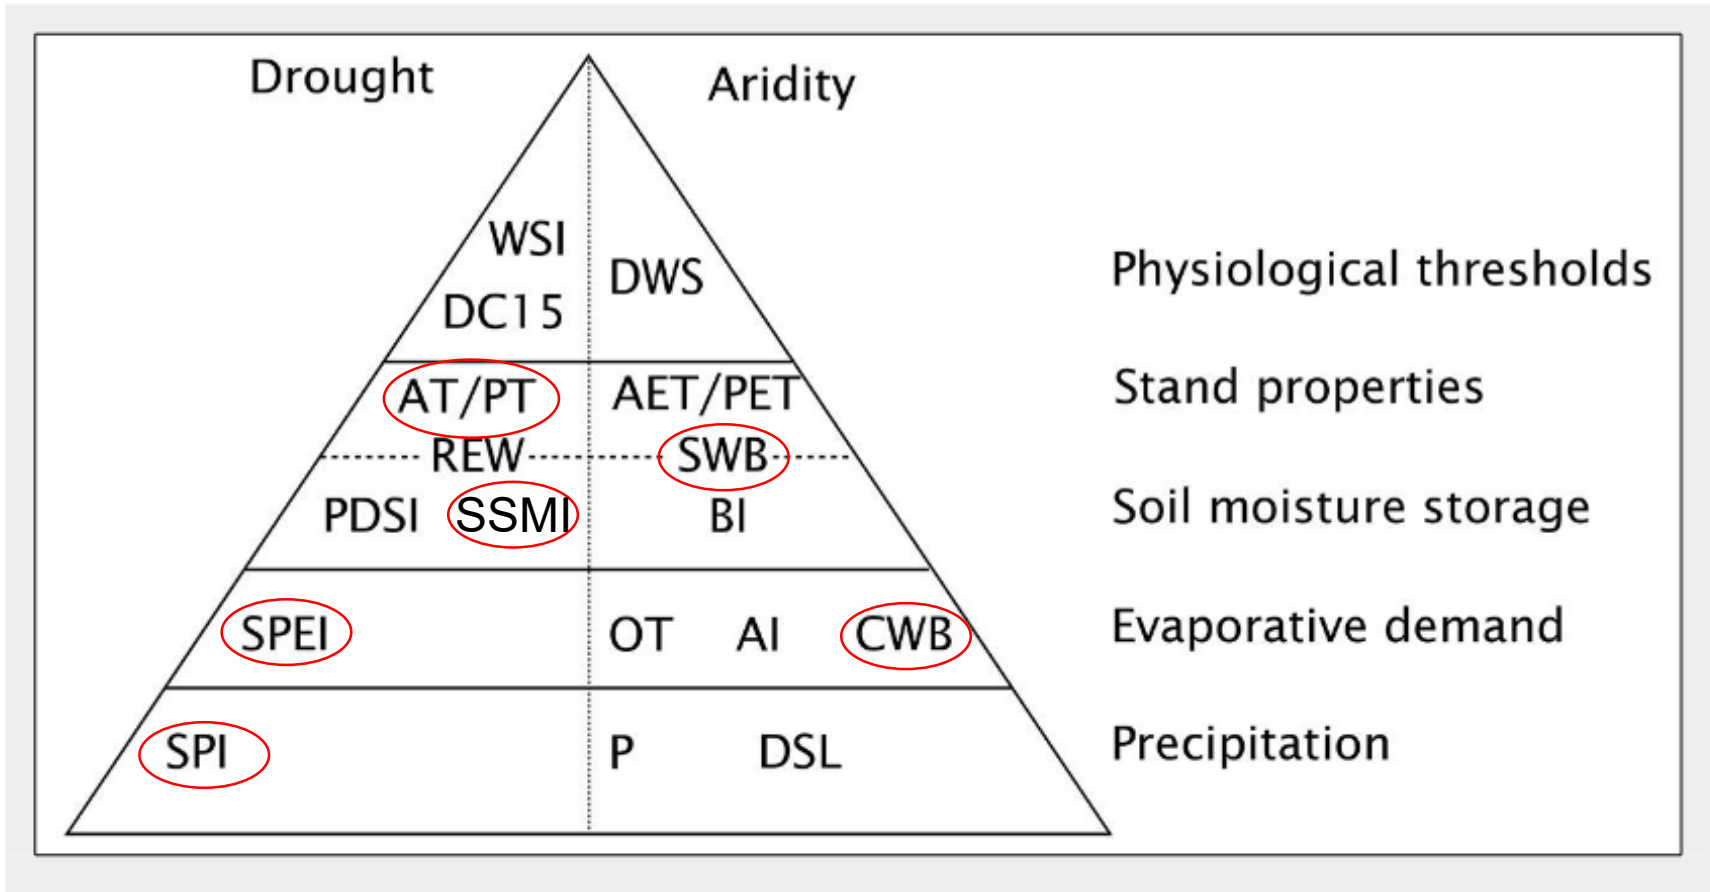 Drought
Aridity
WSI
DWS
DC15
Physiological thresholds
AT/PT
AET/PET
Stand properties
REW
SWB
PDSI
SSMI
BI
Soil moisture storage
SPEI
OT
AI
CWB
Evaporative demand
SPI
P
DSL
Precipitation